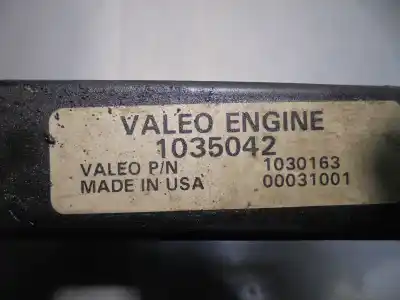 VALEO ENGINE
1035042
VALEO P/N 1030163
MADE IN USA 00031001